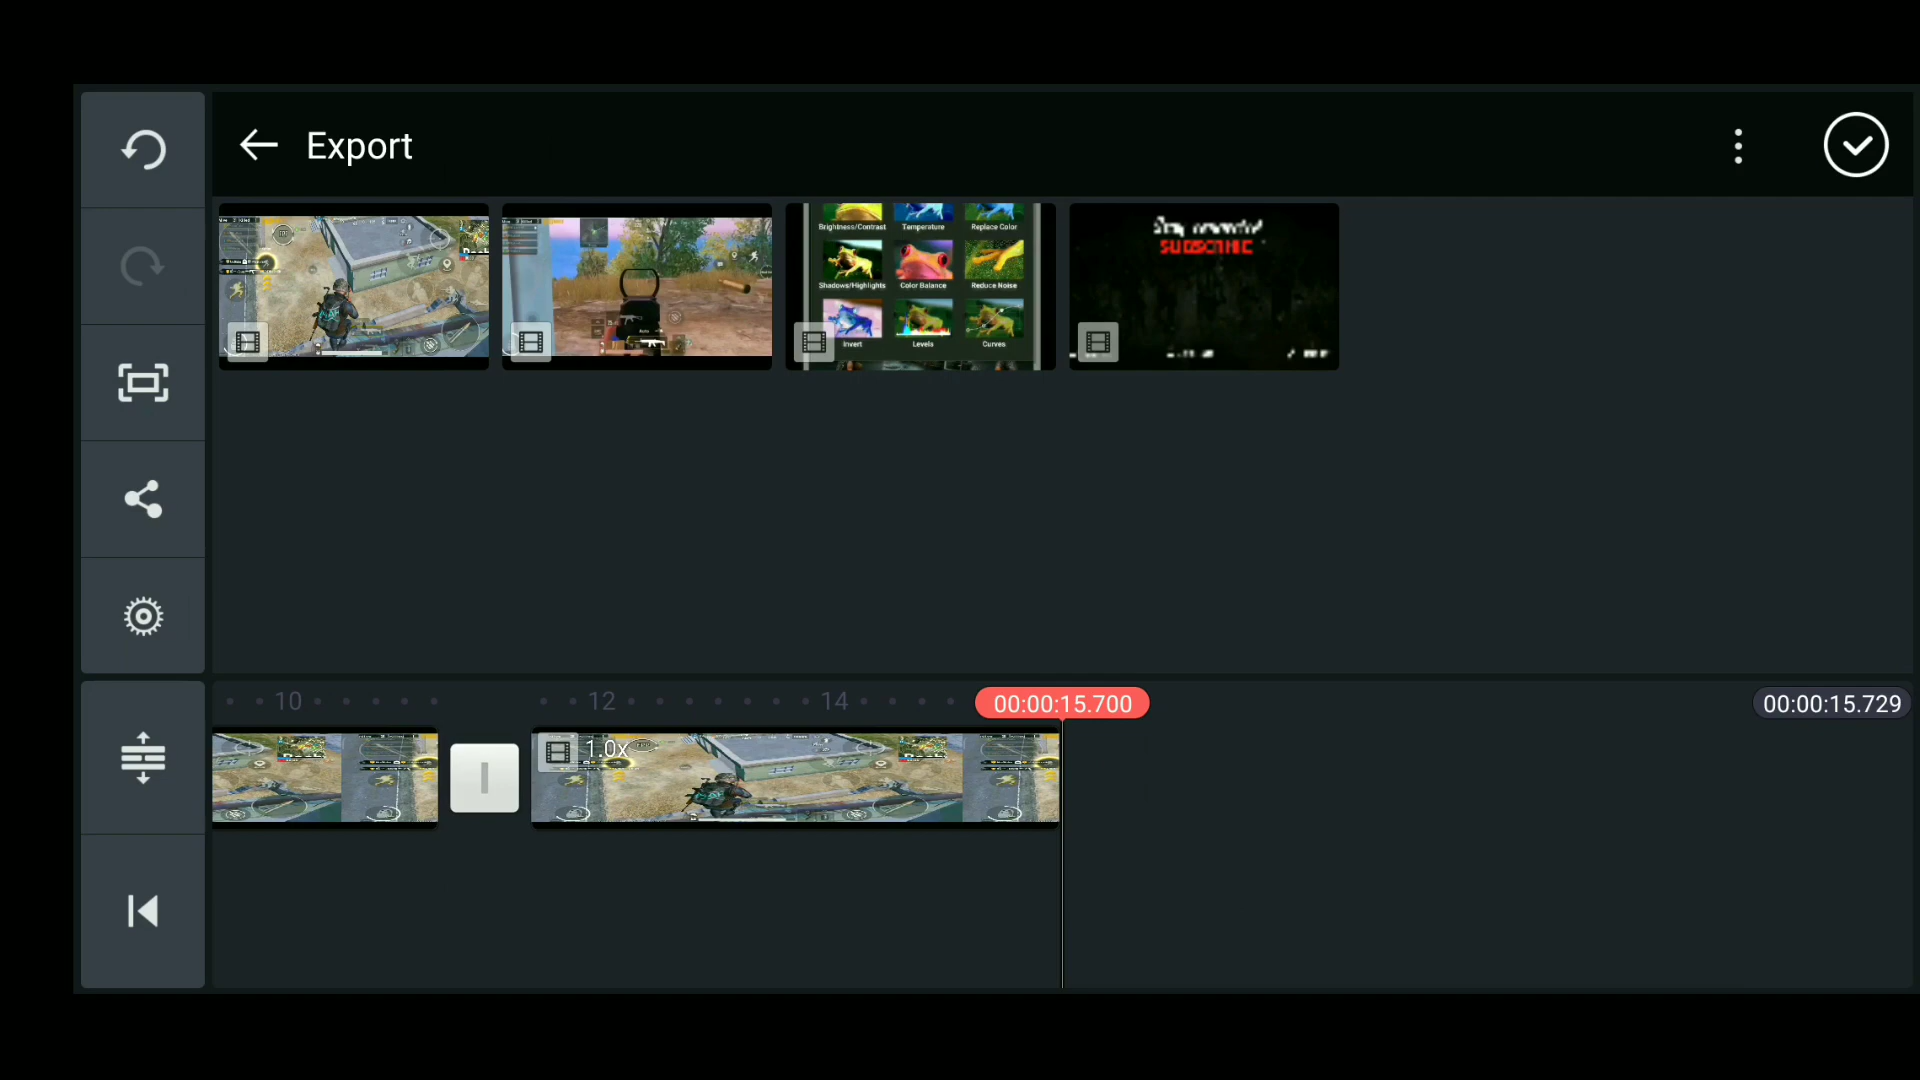 Export
Brightness/Contrast
Temperature
Replace Color
Shadows/Highlights
Color Balance
Reduce Noise
Invert
Levels
Curves
SUBSCRIBE
10
12
14
00:00:15.700
00:00:15.729
1.0x